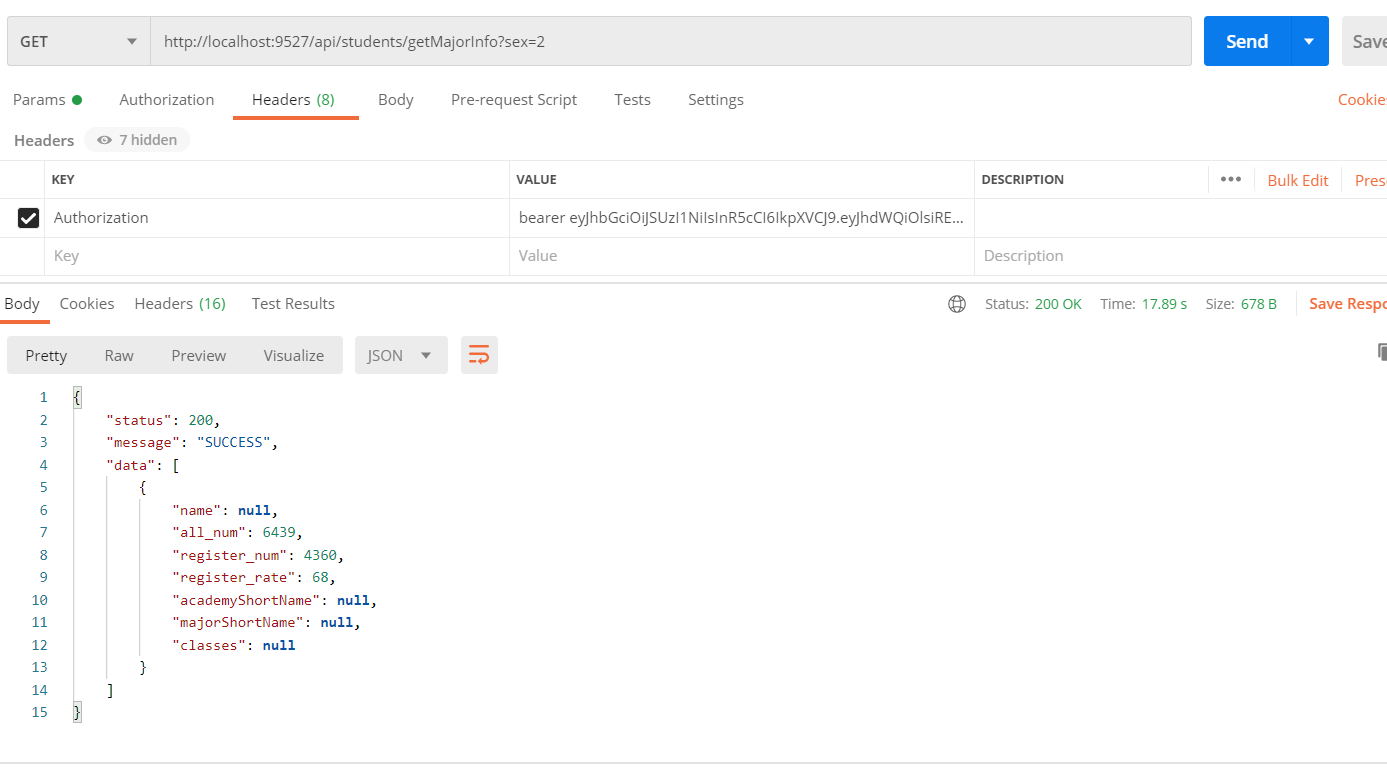 GET http://localhost:9527/api/students/getMajorInfo?sex=2 Send Save
Params Authorization Headers (8) Body Pre-request Script Tests Settings Cookies
Headers 7 hidden
KEY VALUE DESCRIPTION ••• Bulk Edit Pres
Authorization bearer eyJhbGciOiJSUzI1NiIsInR5cCI6IkpXVCJ9.eyJhdWQiOlsiRE...
Key Value Description
Body Cookies Headers (16) Test Results Status: 200 OK Time: 17.89 s Size: 678 B Save Respo
Pretty Raw Preview Visualize JSON
1 {
2 "status": 200,
3 "message": "SUCCESS",
4 "data": [
5 {
6 "name": null,
7 "all_num": 6439,
8 "register_num": 4360,
9 "register_rate": 68,
10 "academyShortName": null,
11 "majorShortName": null,
12 "classes": null
13 }
14 ]
15 }